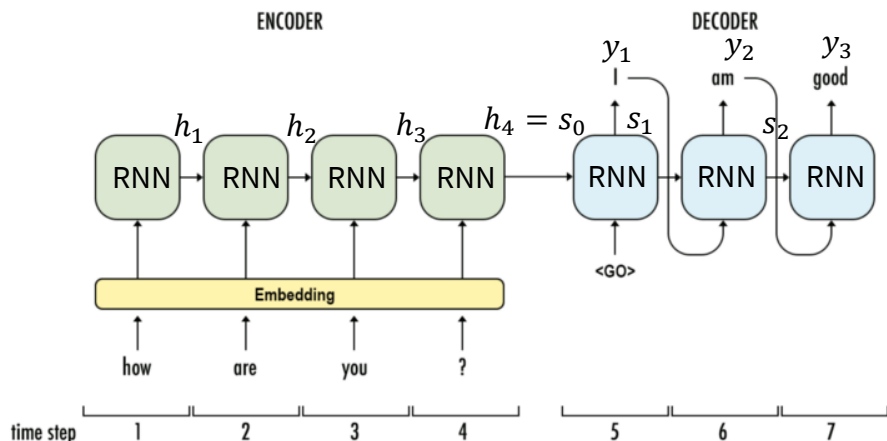 ENCODER DECODER
y₁ y₂ y₃
I am good
h₁ h₂ h₃ h₄ = s₀ s₁ s₂
RNN RNN RNN RNN RNN RNN RNN
<GO>
Embedding
how are you ?
time step 1 2 3 4 5 6 7